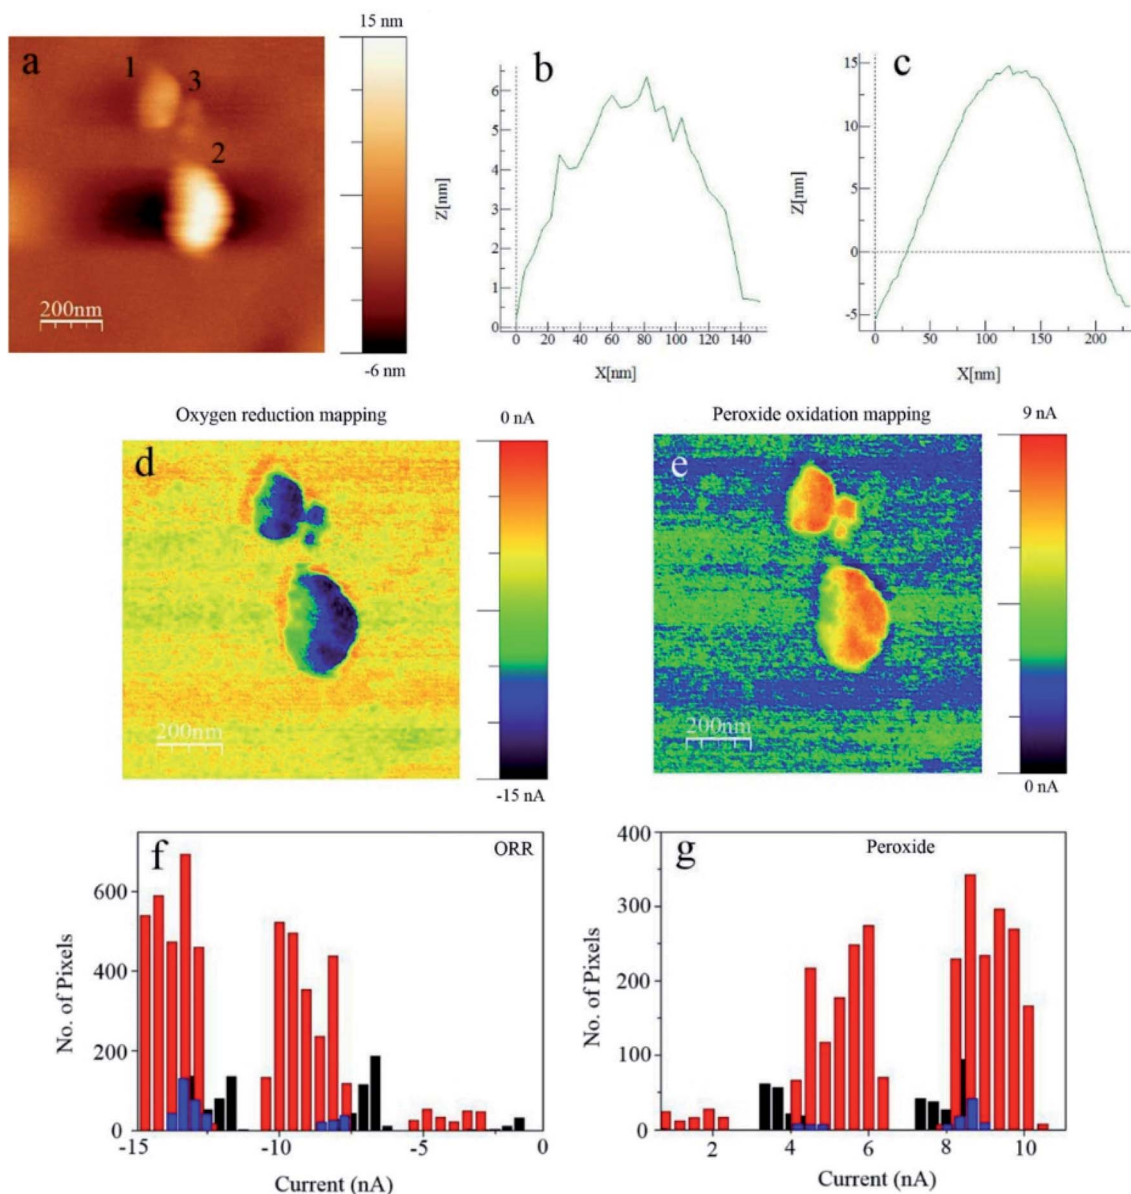 a
1
3
2
200nm
15 nm
-6 nm
b
6
5
4
3
2
1
0
Z[nm]
0 20 40 60 80 100 120 140
X[nm]
c
15
10
5
0
-5
Z[nm]
0 50 100 150 200
X[nm]
Oxygen reduction mapping
0 nA
d
200nm
-15 nA
Peroxide oxidation mapping
9 nA
e
200nm
0 nA
f
ORR
600
400
200
0
No. of Pixels
-15 -10 -5 0
Current (nA)
g
Peroxide
400
300
200
100
0
No. of Pixels
2 4 6 8 10
Current (nA)